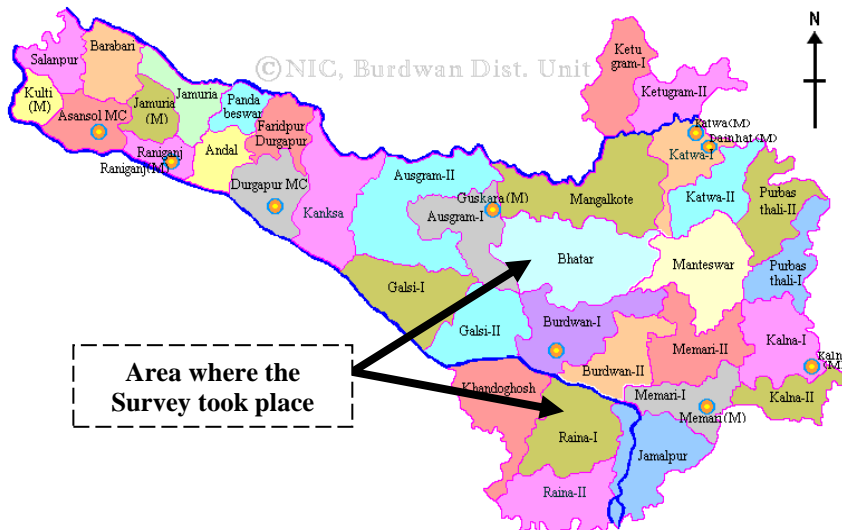 © NIC, Burdwan Dist. Unit
N
Salanpur
Barabari
Kulti
(M)
Asansol MC
Jamuria
(M)
Jamuria
Panda
beswar
Faridpur
Durgapur
Raniganj
Raniganj(M)
Andal
Durgapur MC
Kanksa
Ausgram-II
Ausgram-I
Guskara(M)
Mangalkote
Ketu
gram-I
Ketugram-II
Katwa(M)
Dainhat(M)
Katwa-I
Katwa-II
Purbas
thali-II
Purbas
thali-I
Bhatar
Manteswar
Galsi-I
Galsi-II
Burdwan-I
Burdwan-II
Memari-II
Kalna-I
Kaln
(M)
Kalna-II
Memari-I
Memari(M)
Khandoghosh
Raina-I
Raina-II
Jamalpur
Area where the
Survey took place